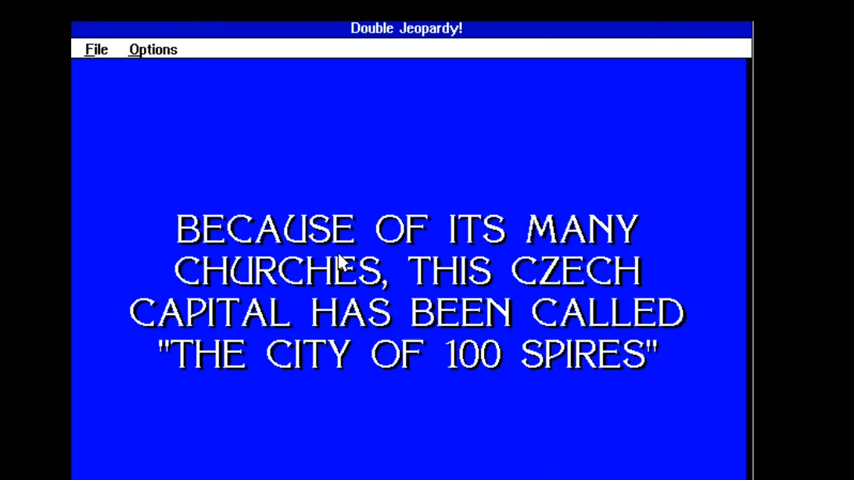 Double Jeopardy!
File Options
BECAUSE OF ITS MANY
CHURCHES, THIS CZECH
CAPITAL HAS BEEN CALLED
"THE CITY OF 100 SPIRES"